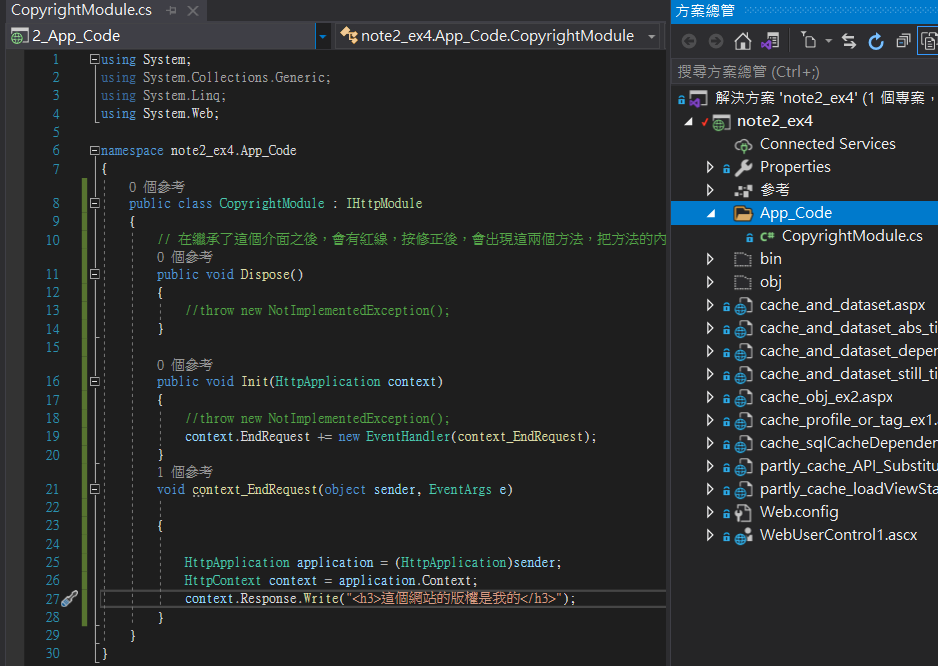 CopyrightModule.cs
2_App_Code
note2_ex4.App_Code.CopyrightModule
1 using System;
2 using System.Collections.Generic;
3 using System.Linq;
4 using System.Web;
5
6 namespace note2_ex4.App_Code
7 {
0 個參考
8 public class CopyrightModule : IHttpModule
9 {
10 // 在繼承了這個介面之後，會有紅線，按修正後，會出現這兩個方法，把方法的內
0 個參考
11 public void Dispose()
12 {
13 //throw new NotImplementedException();
14 }
15
0 個參考
16 public void Init(HttpApplication context)
17 {
18 //throw new NotImplementedException();
19 context.EndRequest += new EventHandler(context_EndRequest);
20 }
1 個參考
21 void context_EndRequest(object sender, EventArgs e)
22
23 {
24
25 HttpApplication application = (HttpApplication)sender;
26 HttpContext context = application.Context;
27 context.Response.Write("<h3>這個網站的版權是我的</h3>");
28 }
29 }
30 }
方案總管
搜尋方案總管 (Ctrl+;)
解決方案 'note2_ex4' (1 個專案，
note2_ex4
Connected Services
Properties
參考
App_Code
C# CopyrightModule.cs
bin
obj
cache_and_dataset.aspx
cache_and_dataset_abs_ti
cache_and_dataset_depen
cache_and_dataset_still_ti
cache_obj_ex2.aspx
cache_profile_or_tag_ex1.
cache_sqlCacheDependen
partly_cache_API_Substitu
partly_cache_loadViewSta
Web.config
WebUserControl1.ascx